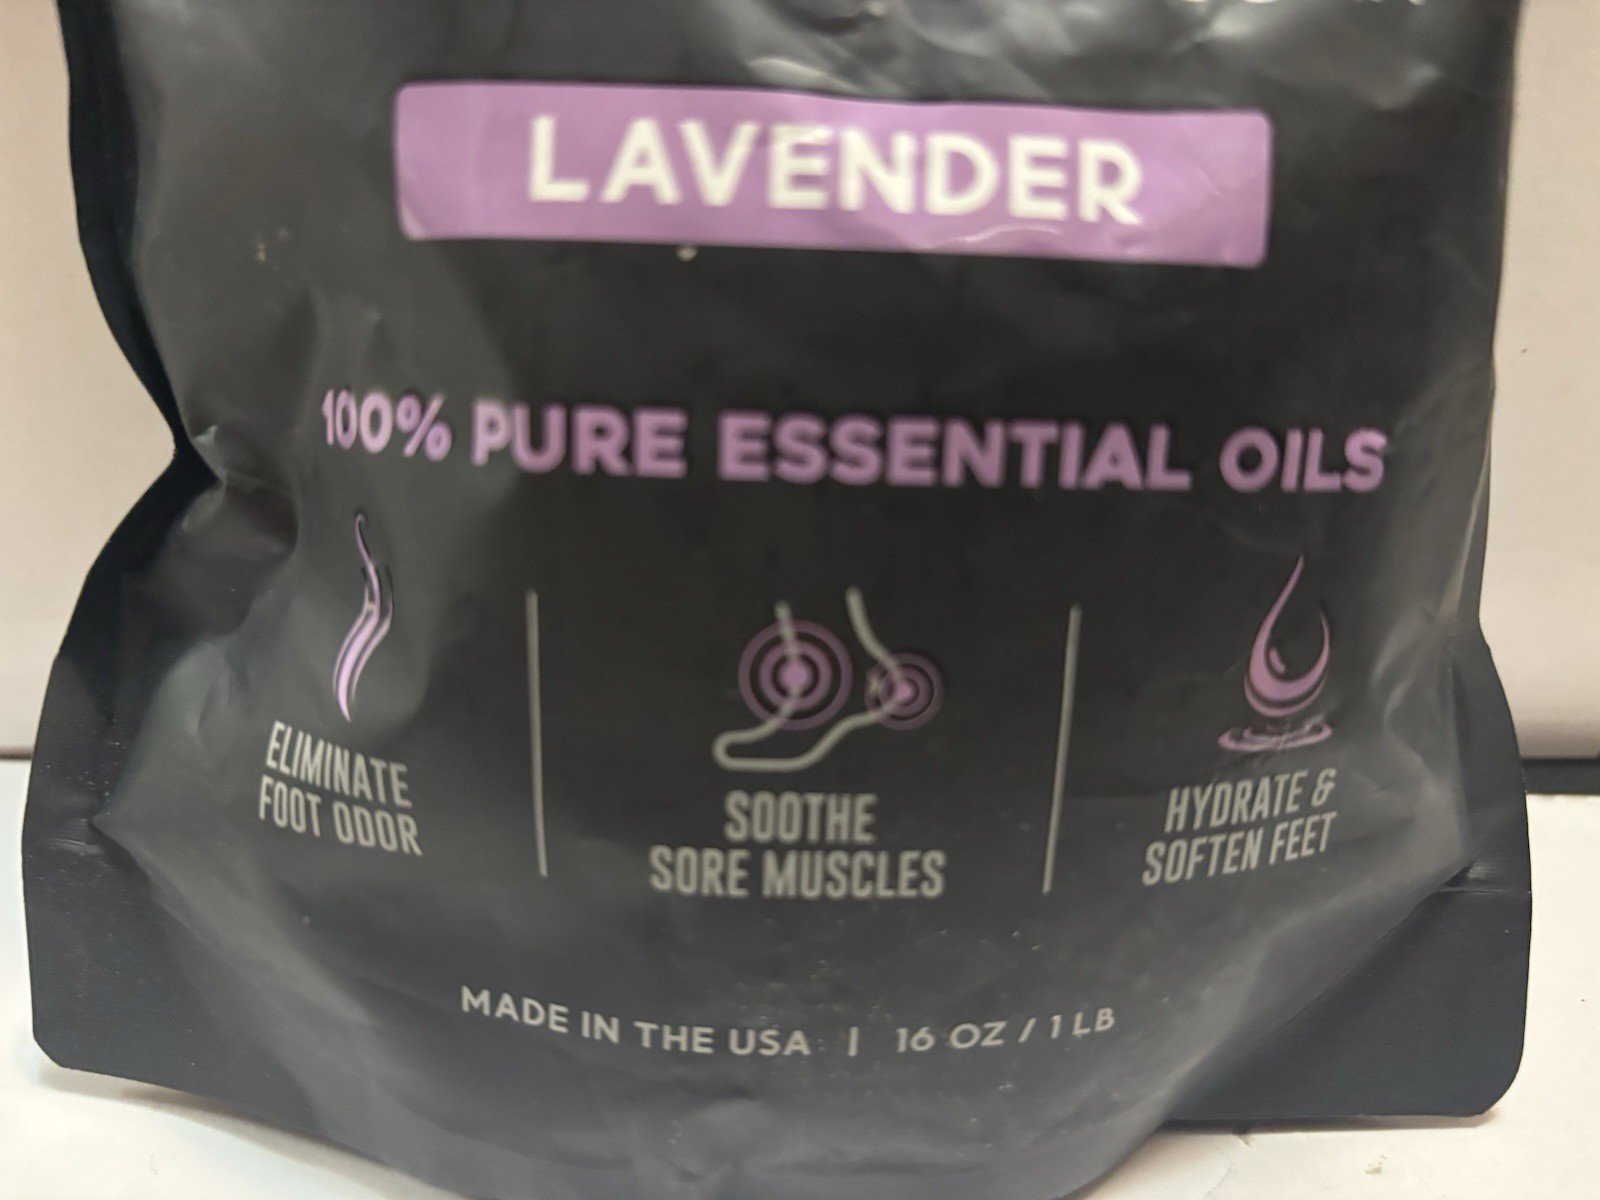 LAVENDER
100% PURE ESSENTIAL OILS
ELIMINATE
FOOT ODOR
SOOTHE
SORE MUSCLES
HYDRATE &
SOFTEN FEET
MADE IN THE USA | 16 OZ / 1 LB